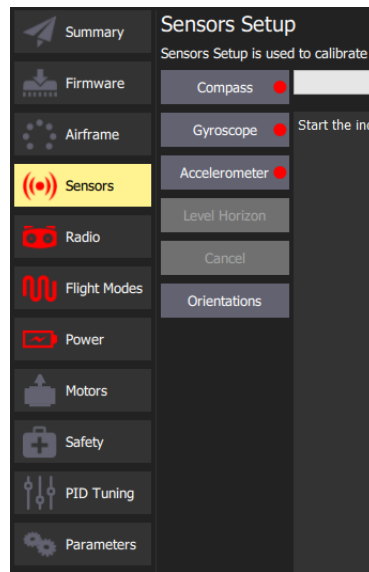 Summary
Firmware
Airframe
Sensors
Radio
Flight Modes
Power
Motors
Safety
PID Tuning
Parameters
Sensors Setup
Sensors Setup is used to calibrate
Compass
Gyroscope
Accelerometer
Level Horizon
Cancel
Orientations
Start the